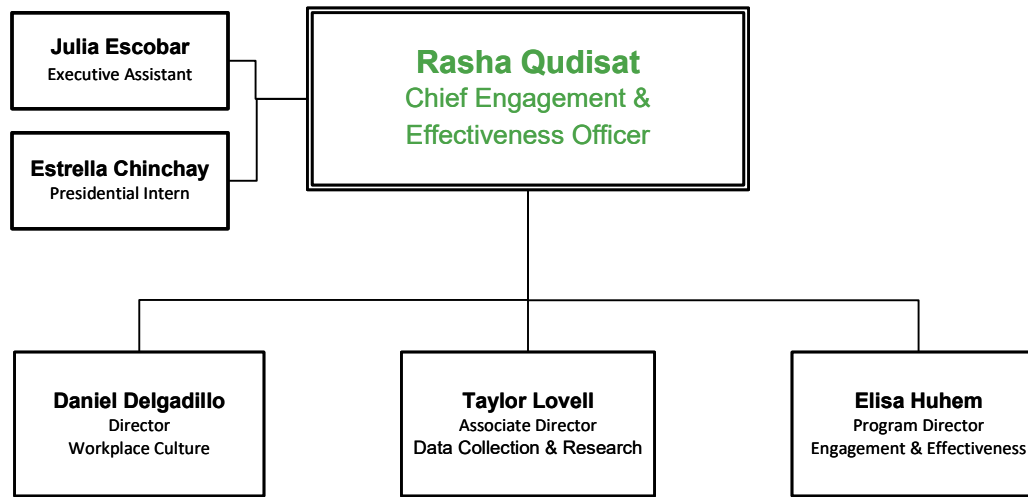 Julia Escobar
Executive Assistant
Rasha Qudisat
Chief Engagement &
Effectiveness Officer
Estrella Chinchay
Presidential Intern
Daniel Delgadillo
Director
Workplace Culture
Taylor Lovell
Associate Director
Data Collection & Research
Elisa Huhem
Program Director
Engagement & Effectiveness